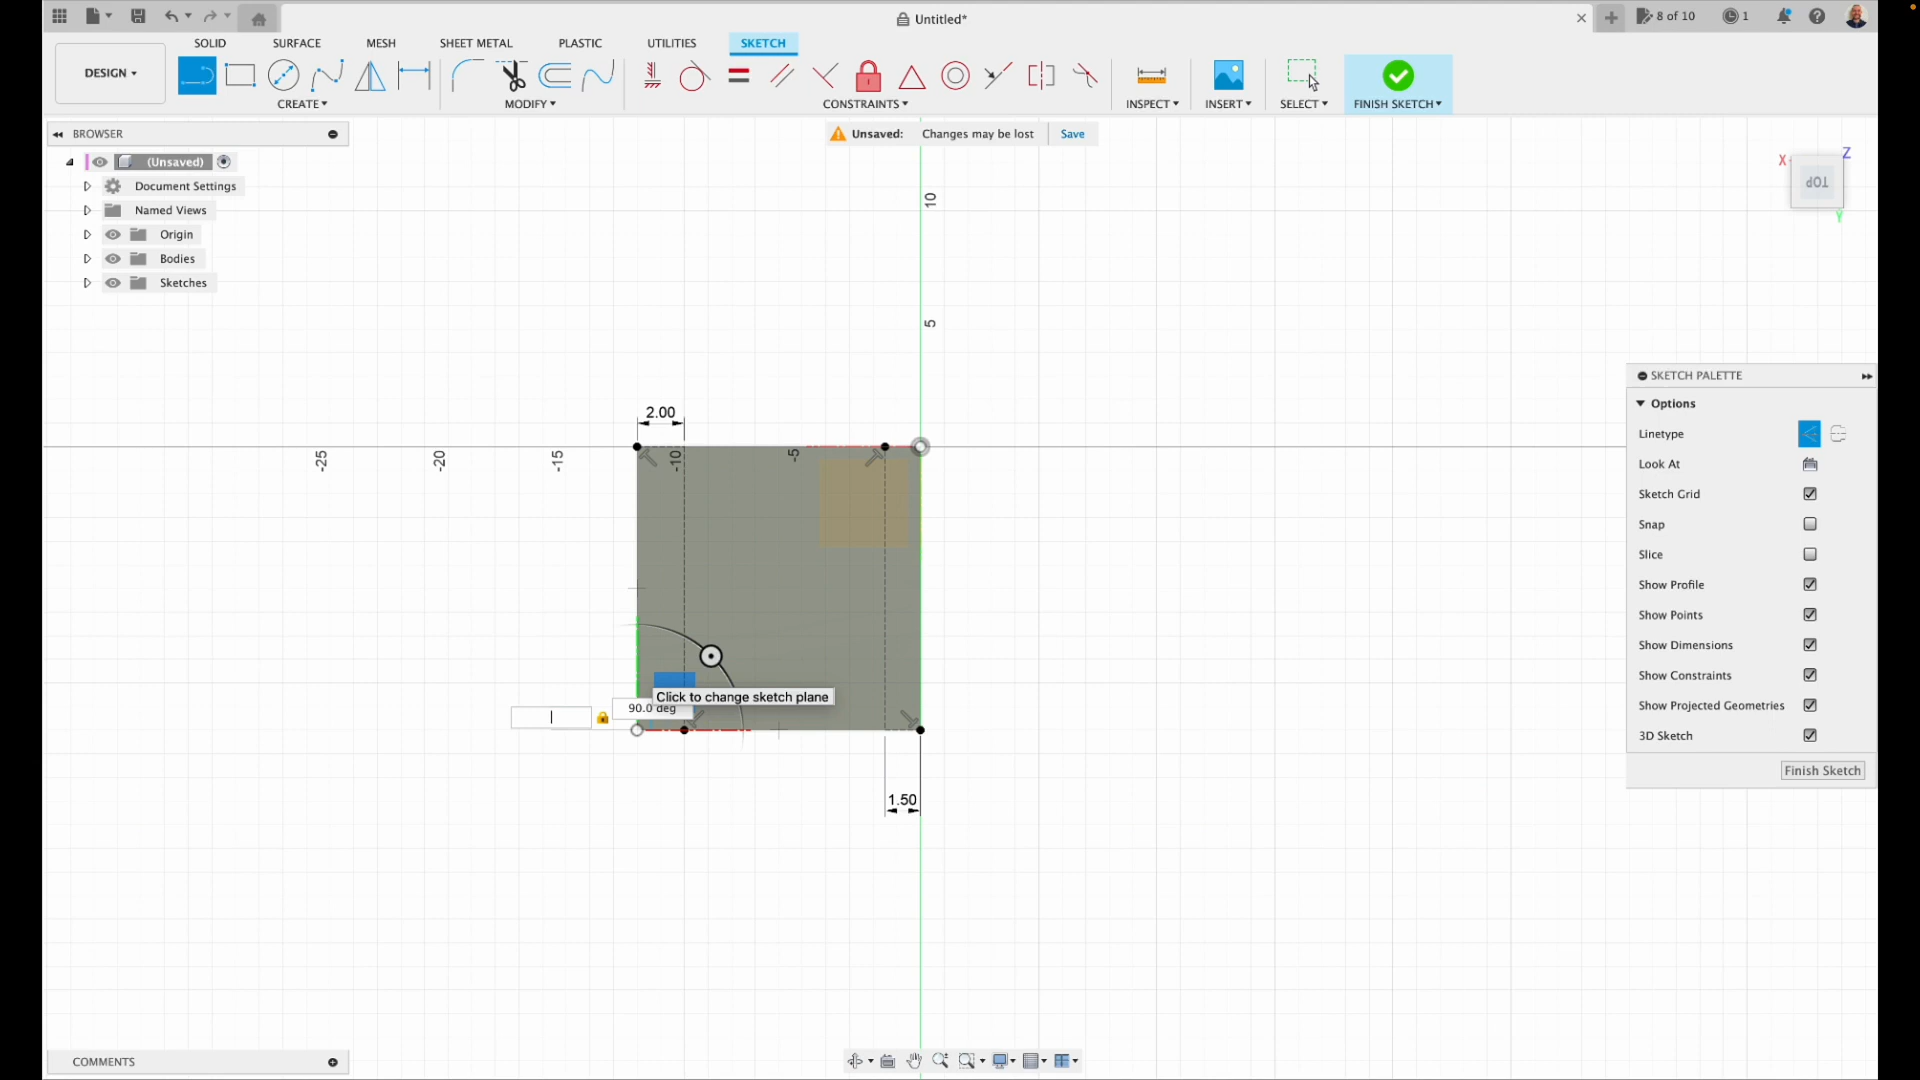 Untitled*
8 of 10
1
SOLID
SURFACE
MESH
SHEET METAL
PLASTIC
UTILITIES
SKETCH
DESIGN
CREATE
MODIFY
CONSTRAINTS
INSPECT
INSERT
SELECT
FINISH SKETCH
BROWSER
Unsaved: Changes may be lost Save
(Unsaved)
Document Settings
Named Views
Origin
Bodies
Sketches
X
Z
TOP
Y
10
5
2.00
-25
-20
-15
-10
-5
SKETCH PALETTE
Options
Linetype
Look At
Sketch Grid
Snap
Slice
Show Profile
Show Points
Show Dimensions
Show Constraints
Show Projected Geometries
3D Sketch
Finish Sketch
Click to change sketch plane
90.0 deg
1.50
COMMENTS